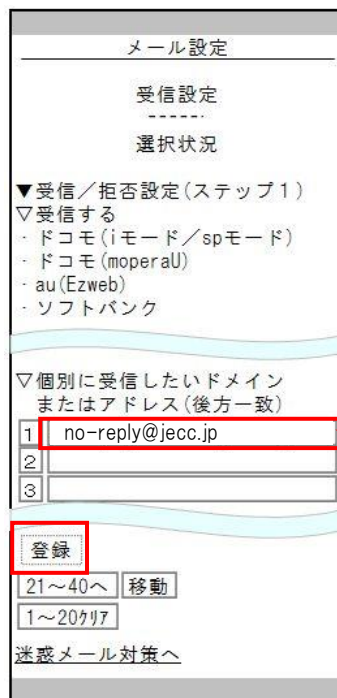 メール設定
受信設定
選択状況
▼受信／拒否設定(ステップ1)
▽受信する
・ドコモ(iモード／spモード)
・ドコモ(moperaU)
・au(Ezweb)
・ソフトバンク
▽個別に受信したいドメイン
またはアドレス(後方一致)
1 no-reply@jecc.jp
2
3
登録
21～40へ 移動
1～20ｸﾘｱ
迷惑メール対策へ